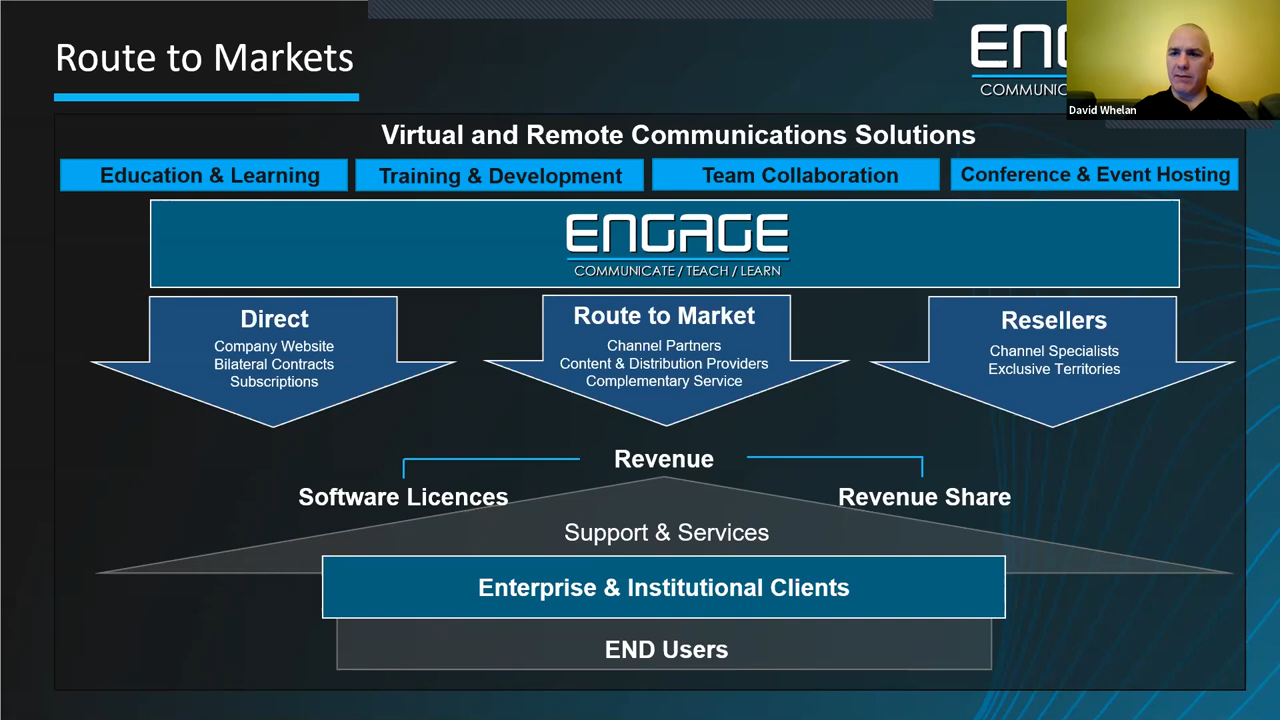 Route to Markets
ENG
COMMUNIC
David Whelan
Virtual and Remote Communications Solutions
Education & Learning
Training & Development
Team Collaboration
Conference & Event Hosting
ENGAGE
COMMUNICATE / TEACH / LEARN
Direct
Company Website
Bilateral Contracts
Subscriptions
Route to Market
Channel Partners
Content & Distribution Providers
Complementary Service
Resellers
Channel Specialists
Exclusive Territories
Revenue
Software Licences
Revenue Share
Support & Services
Enterprise & Institutional Clients
END Users